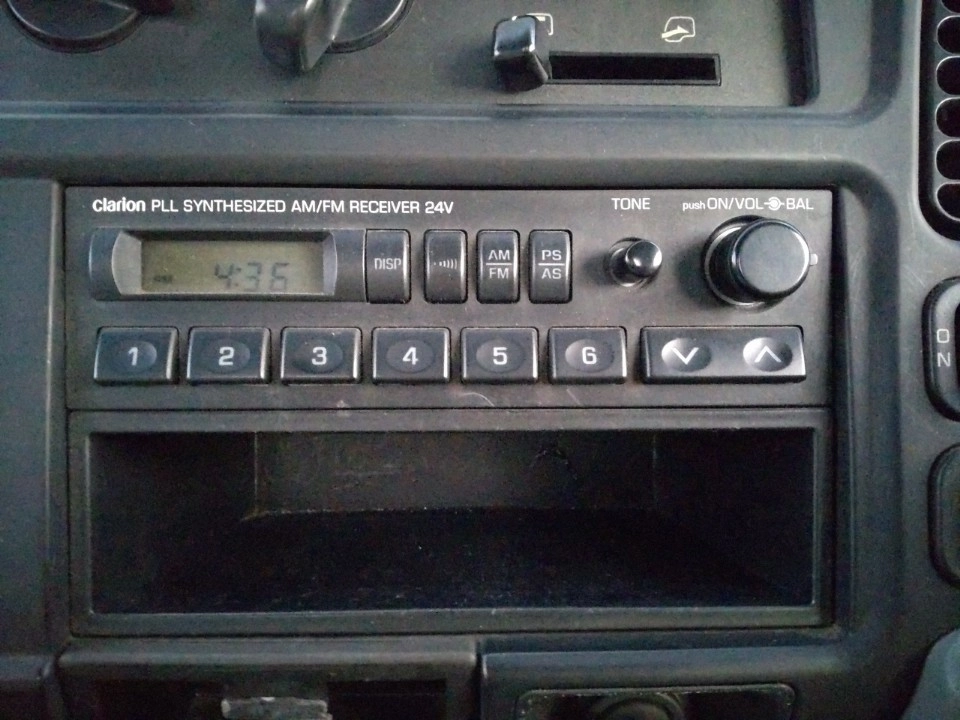 clarion PLL SYNTHESIZED AM/FM RECEIVER 24V
TONE
push ON/VOL BAL
4:36
DISP
AM
FM
PS
AS
1 2 3 4 5 6
ON